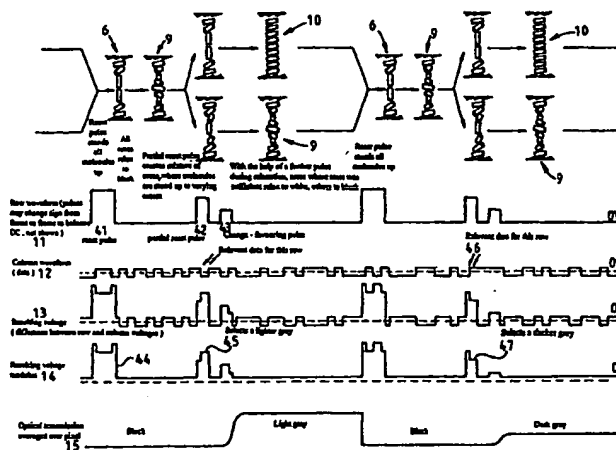 6 9 10 6 9 10
9 9
Reset pulse stands all molecules up
All areas relax to black
Partial reset pulse creates mixture of areas, where molecules are stood up to varying extent
With the help of a further pulse during relaxation, areas where reset was sufficient relax to white, others to black
Reset pulse stands all molecules up
Row waveform (pulses may change sign from frame to frame to balance DC, not shown) 11
41 reset pulse
42 partial reset pulse
43 Change - favouring pulse
0V
Column waveform (data) 12
Relevant data for this row
46 Relevant data for this row
0V
13 Resulting voltage (difference between row and column voltages)
Selects a lighter grey
Selects a darker grey
0
Resulting voltage 14
44
45
47
0
Optical transmission averaged over pixel 15
Black
Light grey
Black
Dark grey